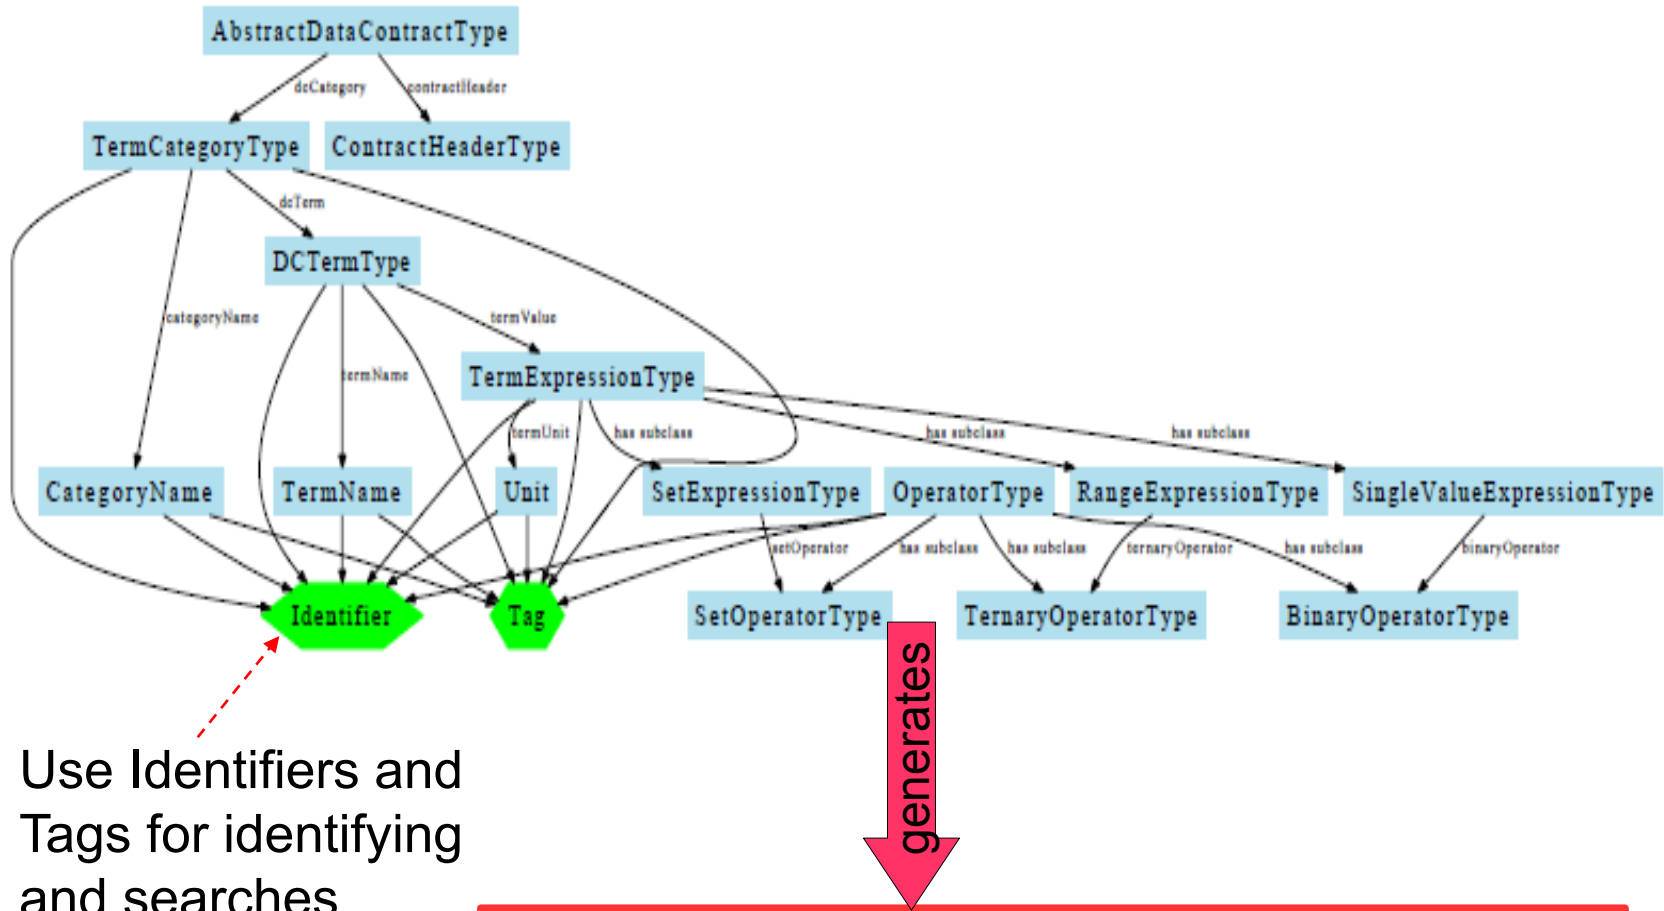 AbstractDataContractType
dcCategory
contractHeader
TermCategoryType
ContractHeaderType
dcTerm
DCTermType
categoryName
termValue
termName
TermExpressionType
termUnit
has subclass
has subclass
has subclass
CategoryName
TermName
Unit
SetExpressionType
OperatorType
RangeExpressionType
SingleValueExpressionType
setOperator
has subclass
has subclass
ternaryOperator
has subclass
binaryOperator
Identifier
Tag
SetOperatorType
TernaryOperatorType
BinaryOperatorType
generates
Use Identifiers and
Tags for identifying
and searches